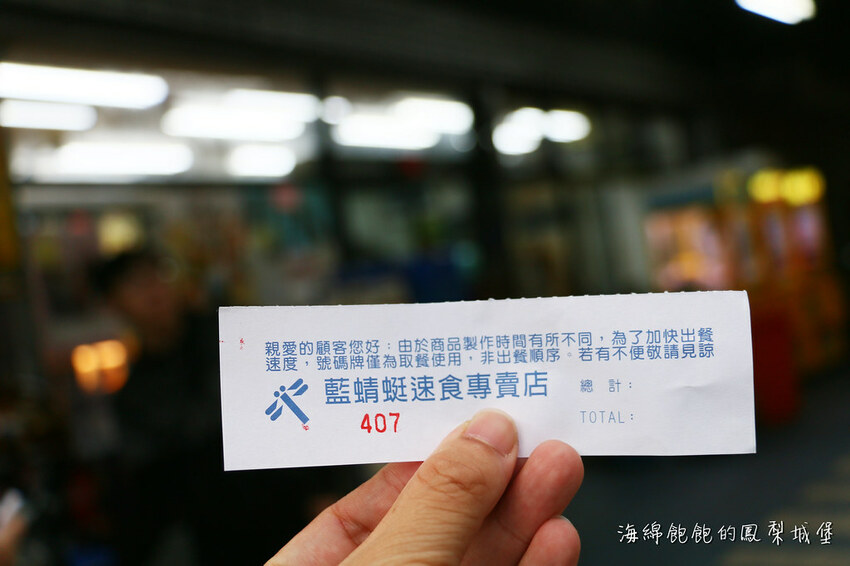 親愛的顧客您好：由於商品製作時間有所不同，為了加快出餐
速度，號碼牌僅為取餐使用，非出餐順序。若有不便敬請見諒
藍蜻蜓速食專賣店
總 計：
407
TOTAL:
海綿飽飽的鳳梨城堡